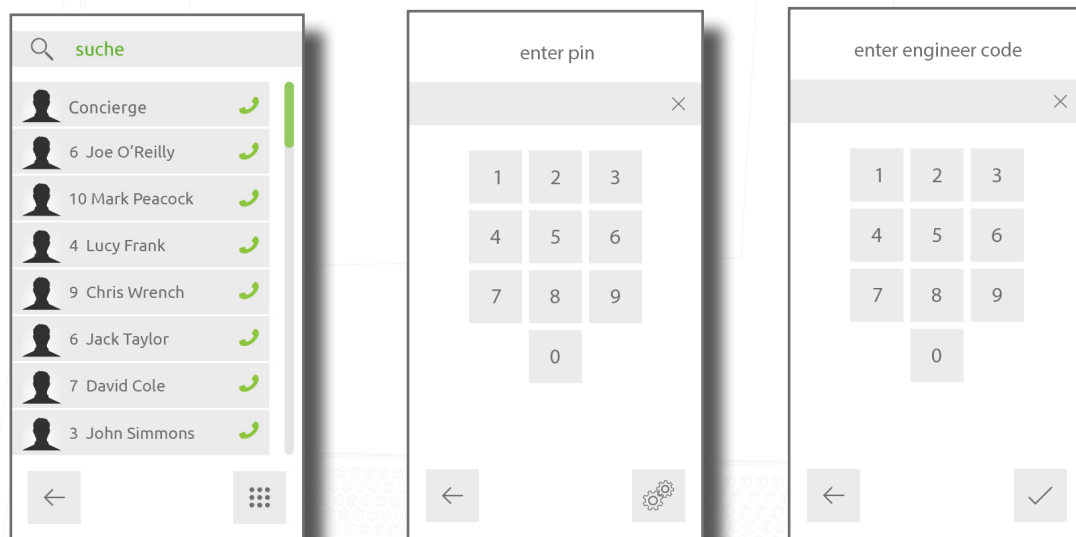 suche
Concierge
6 Joe O'Reilly
10 Mark Peacock
4 Lucy Frank
9 Chris Wrench
6 Jack Taylor
7 David Cole
3 John Simmons
enter pin
1 2 3
4 5 6
7 8 9
0
enter engineer code
1 2 3
4 5 6
7 8 9
0